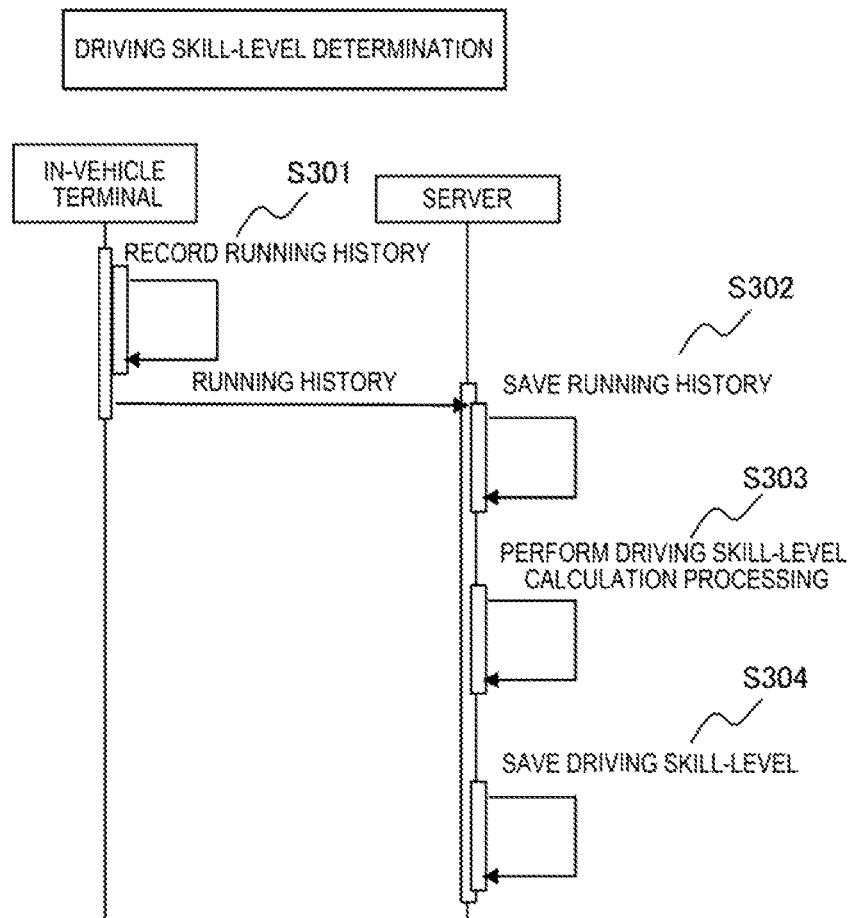 DRIVING SKILL-LEVEL DETERMINATION
IN-VEHICLE
TERMINAL
S301
SERVER
RECORD RUNNING HISTORY
S302
RUNNING HISTORY
SAVE RUNNING HISTORY
S303
PERFORM DRIVING SKILL-LEVEL
CALCULATION PROCESSING
S304
SAVE DRIVING SKILL-LEVEL